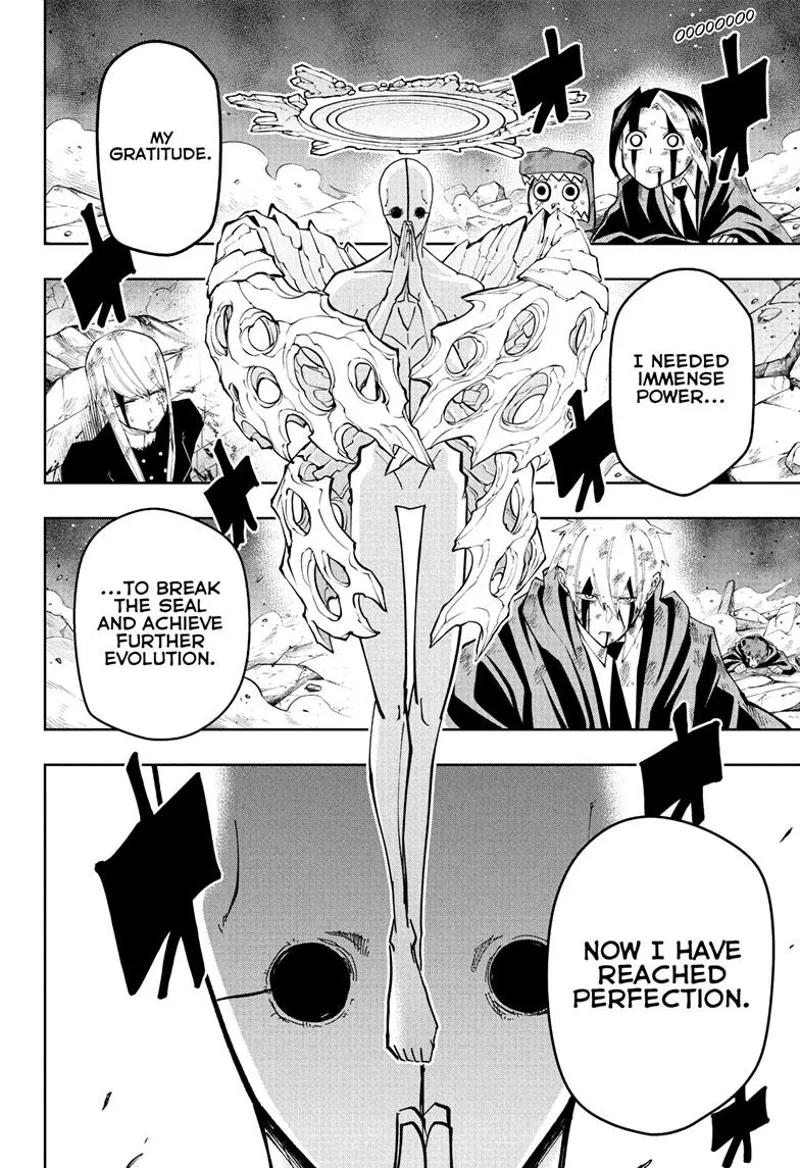 OOOOOOOO
MY
GRATITUDE.
I NEEDED
IMMENSE
POWER...
...TO BREAK
THE SEAL
AND ACHIEVE
FURTHER
EVOLUTION.
NOW I HAVE
REACHED
PERFECTION.